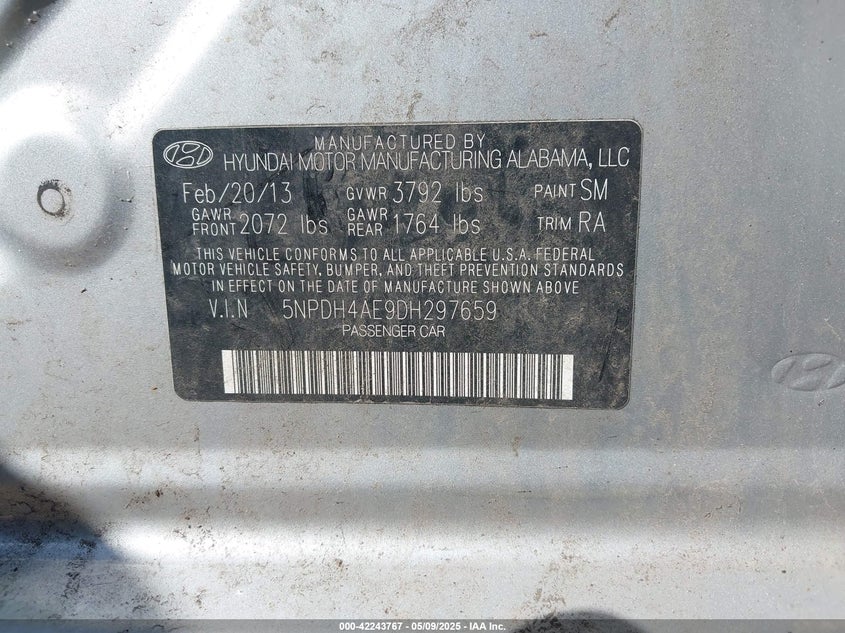 MANUFACTURED BY
HYUNDAI MOTOR MANUFACTURING ALABAMA, LLC
Feb/20/13 GVWR 3792 lbs PAINT SM
GAWR FRONT 2072 lbs GAWR REAR 1764 lbs TRIM RA
THIS VEHICLE CONFORMS TO ALL APPLICABLE U.S.A. FEDERAL
MOTOR VEHICLE SAFETY, BUMPER, AND THEFT PREVENTION STANDARDS
IN EFFECT ON THE DATE OF MANUFACTURE SHOWN ABOVE
V.I.N 5NPDH4AE9DH297659
PASSENGER CAR
000-42243767 - 05/09/2025 - IAA Inc.